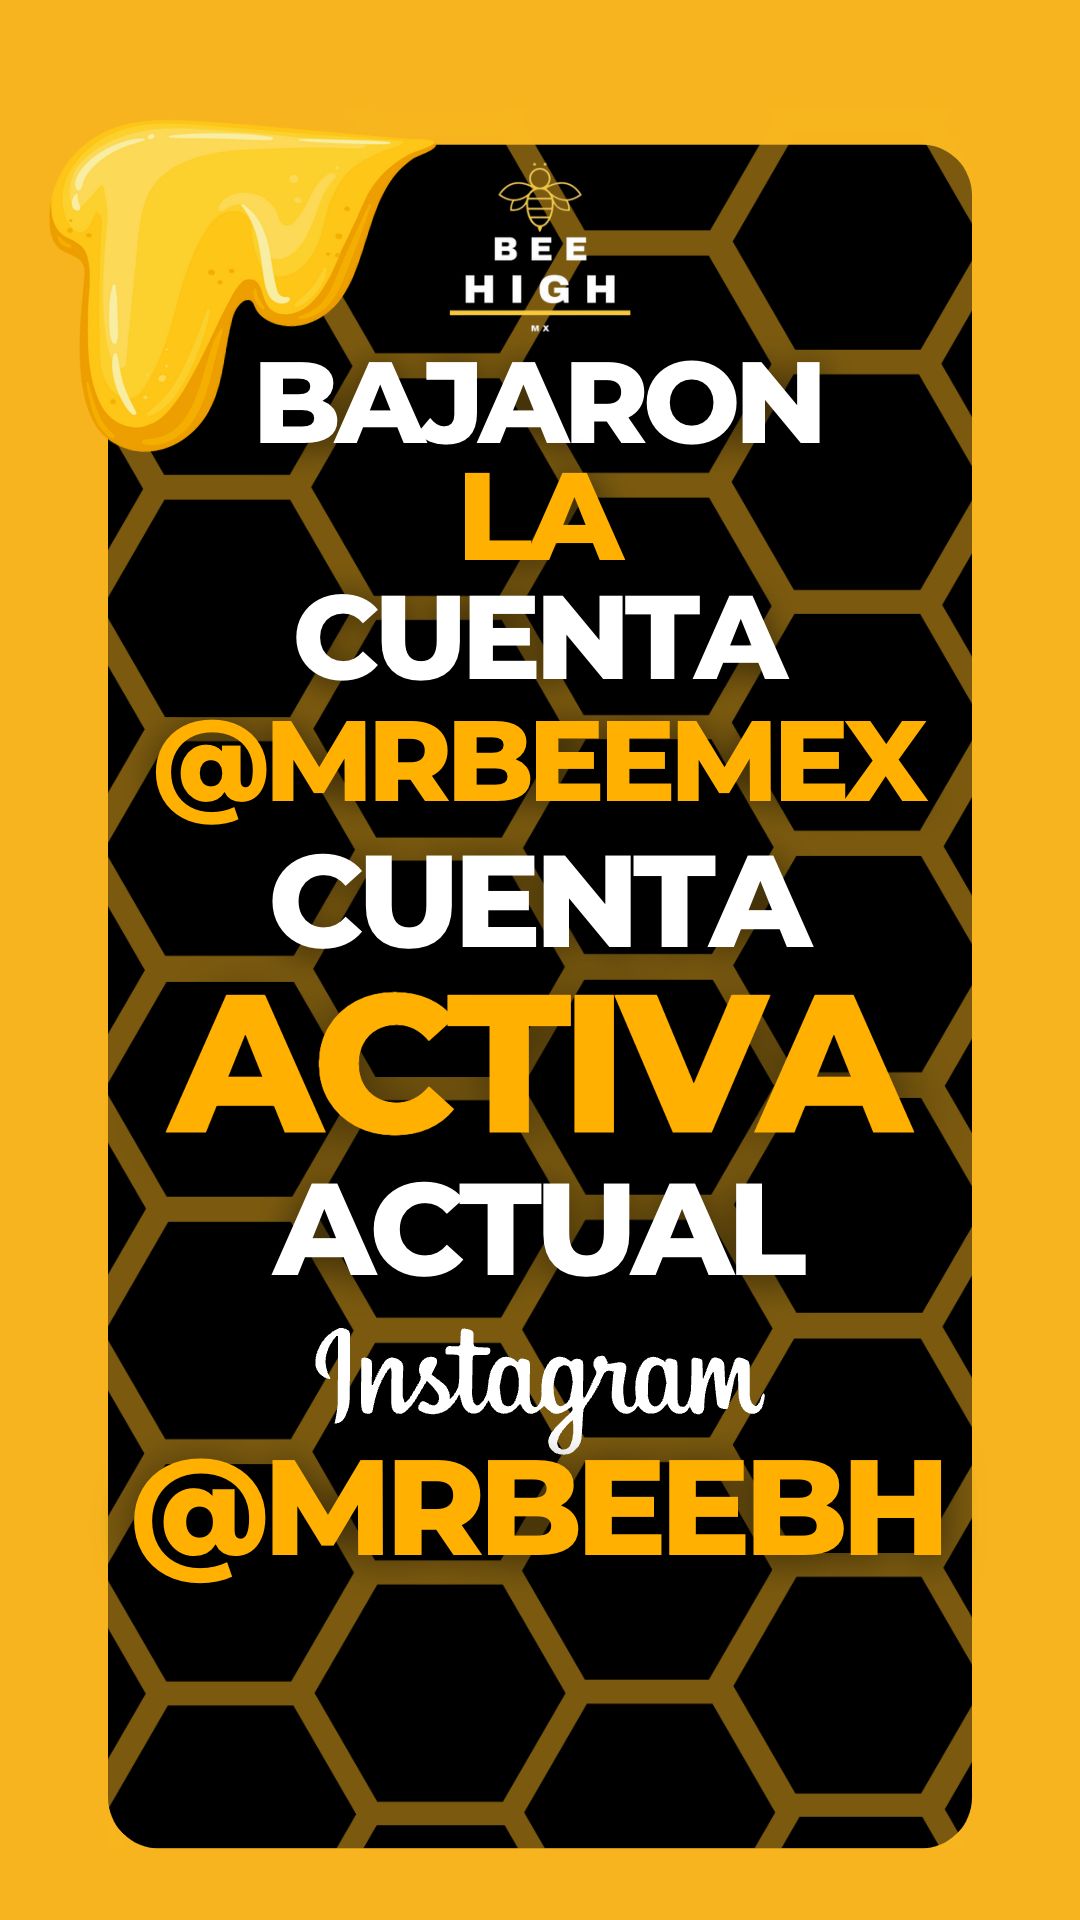 BEE
HIGH
MX
BAJARON
LA
CUENTA
@MRBEEMEX
CUENTA
ACTIVA
ACTUAL
Instagram
@MRBEEBH